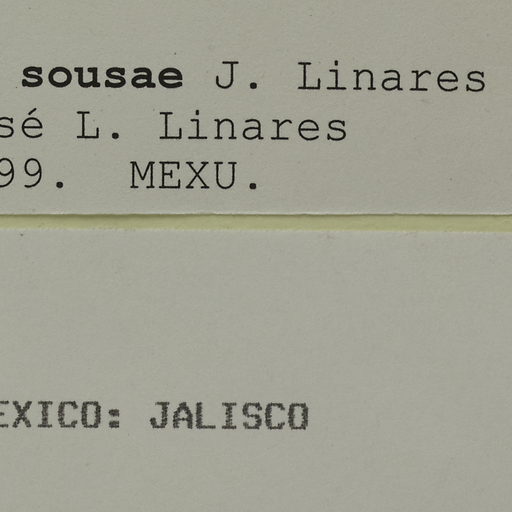 sousae J. Linares
sé L. Linares
99. MEXU.
EXICO: JALISCO